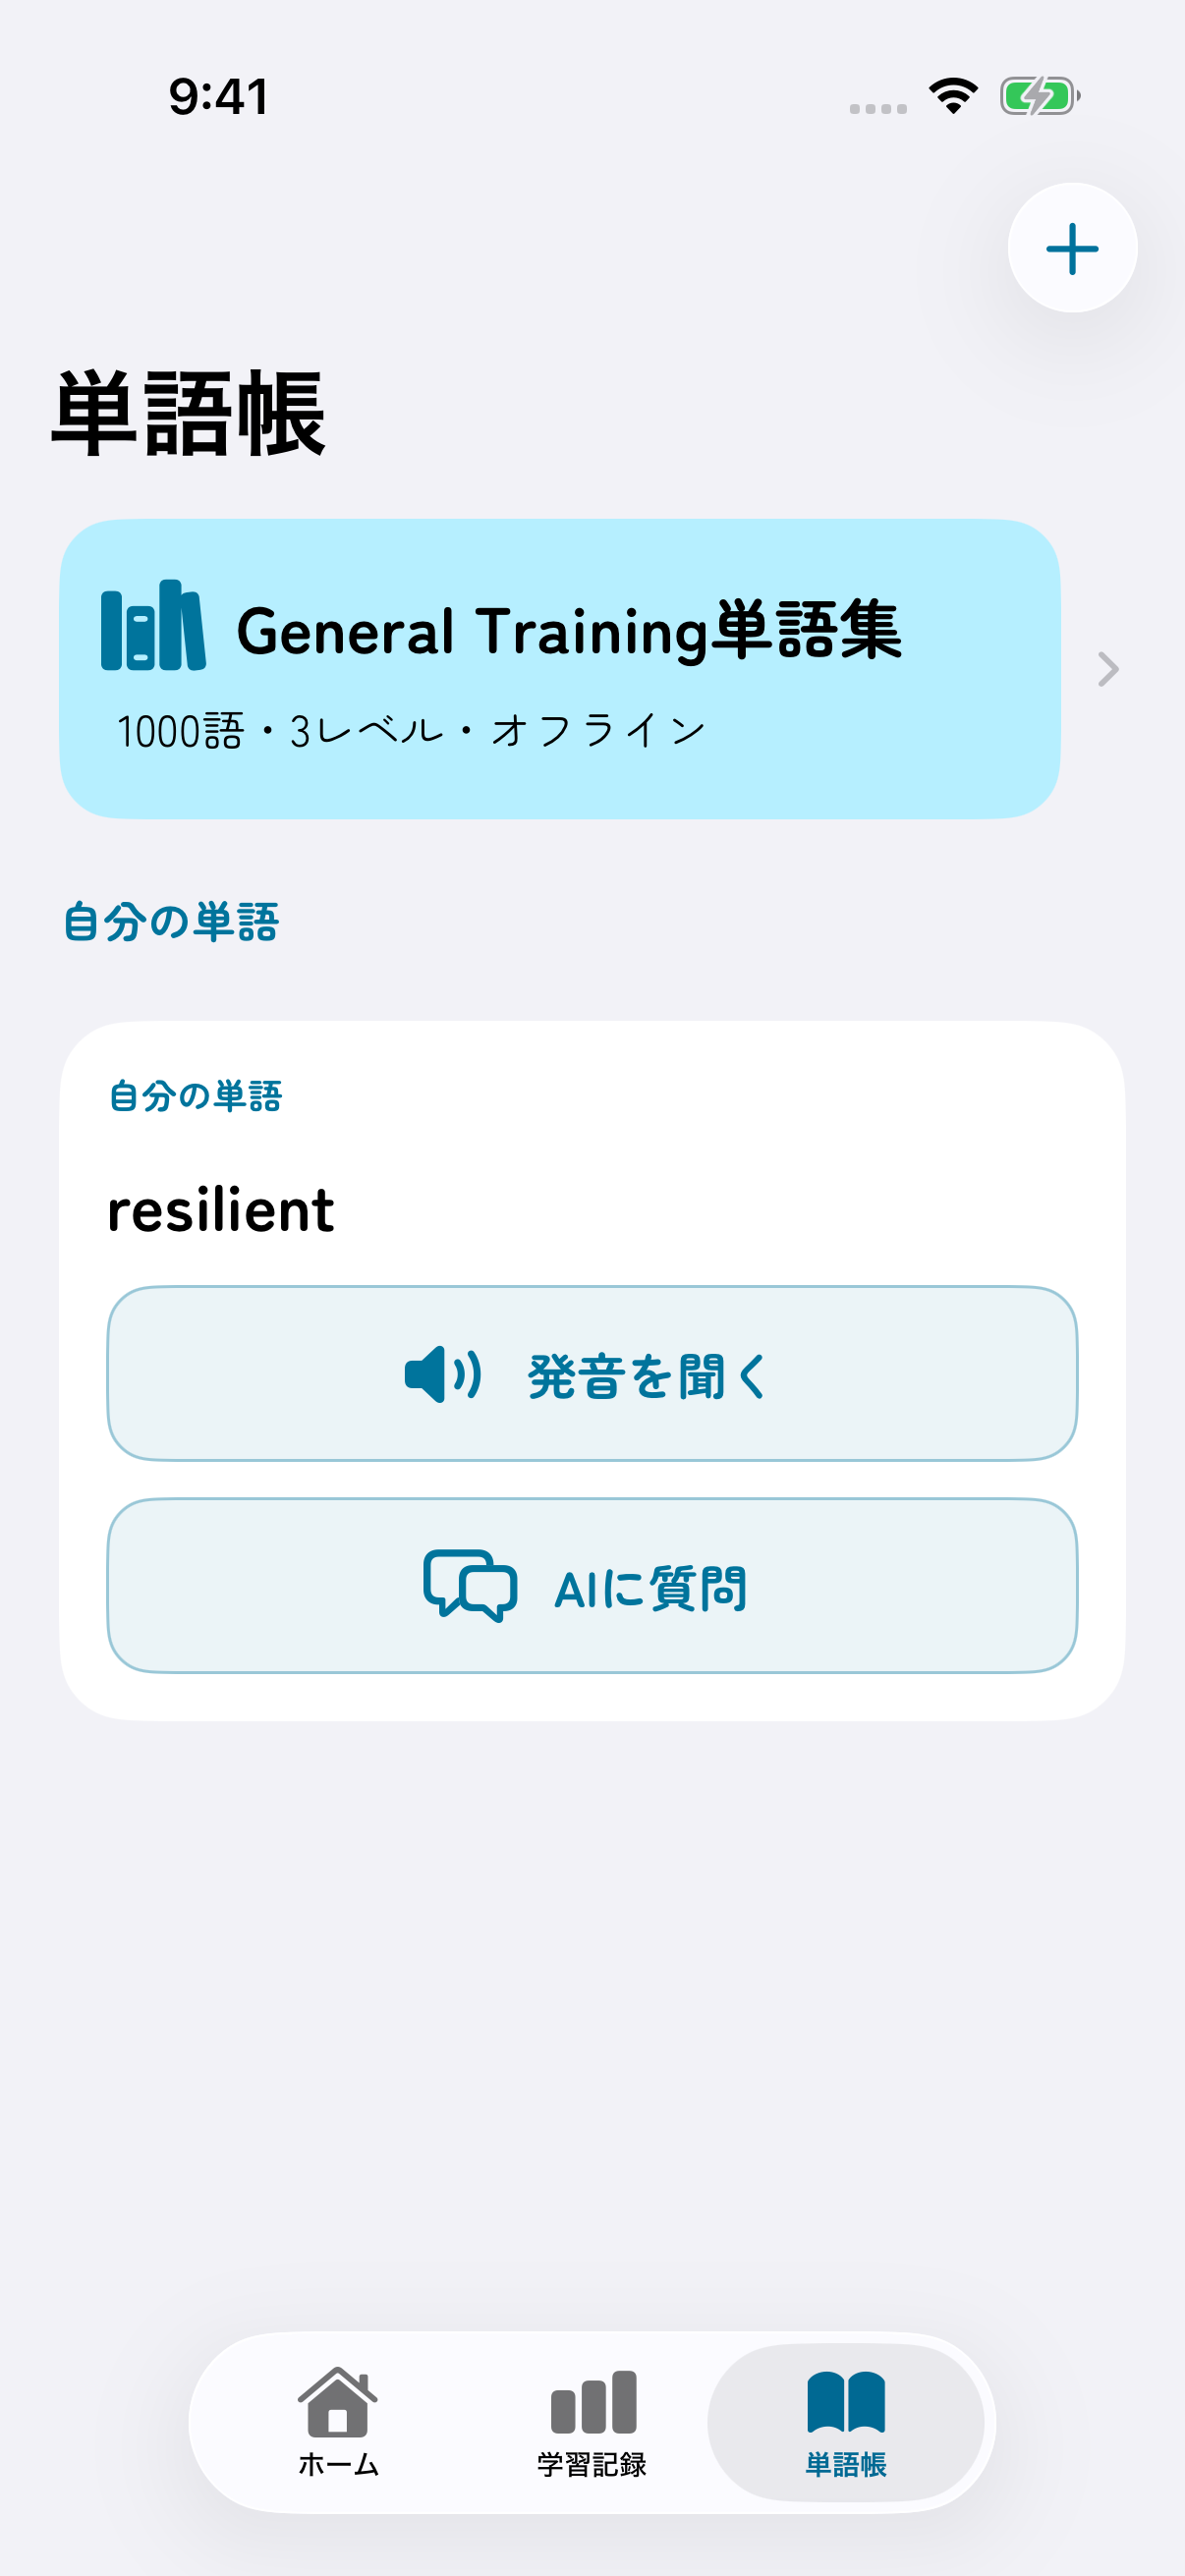 9:41
単語帳
General Training単語集
1000語・3レベル・オフライン
自分の単語
自分の単語
resilient
発音を聞く
AIに質問
ホーム
学習記録
単語帳